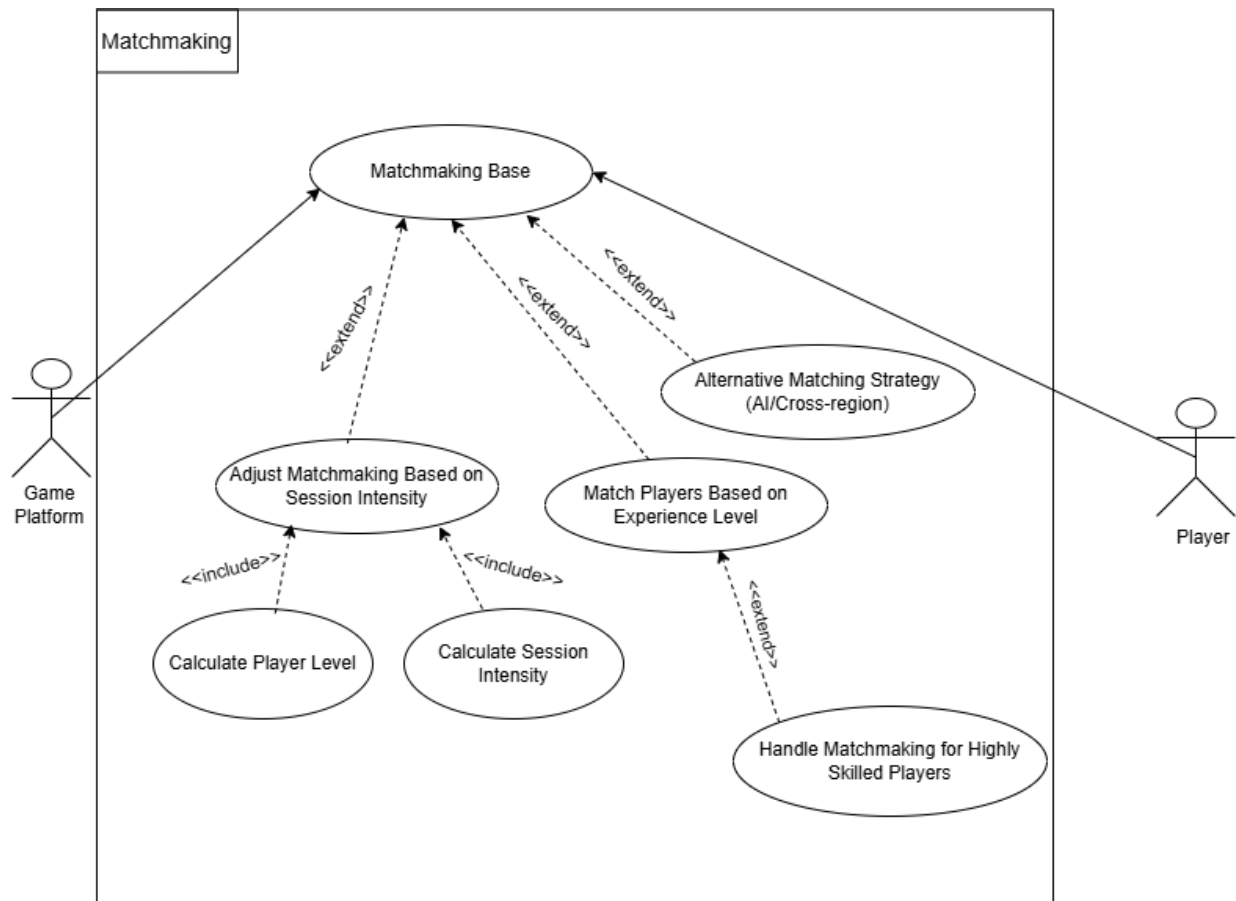 Matchmaking
Matchmaking Base
<<extend>>
<<extend>>
<<extend>>
Alternative Matching Strategy
(AI/Cross-region)
Game
Platform
Adjust Matchmaking Based on
Session Intensity
Match Players Based on
Experience Level
Player
<<include>>
<<include>>
<<extend>>
Calculate Player Level
Calculate Session
Intensity
Handle Matchmaking for Highly
Skilled Players